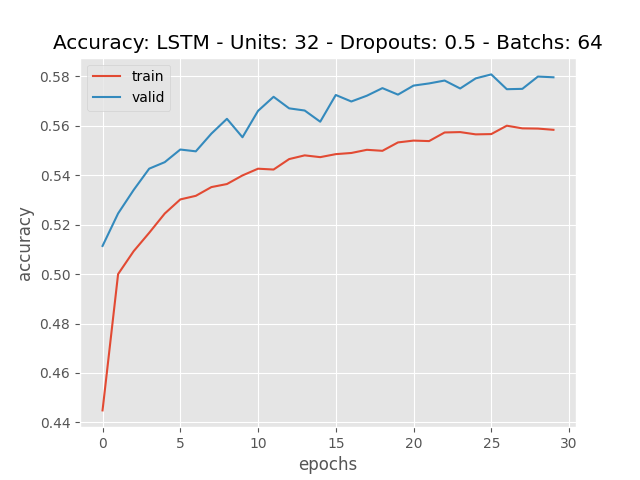 Accuracy: LSTM - Units: 32 - Dropouts: 0.5 - Batchs: 64
train
valid
accuracy
0.58
0.56
0.54
0.52
0.50
0.48
0.46
0.44
0 5 10 15 20 25 30
epochs